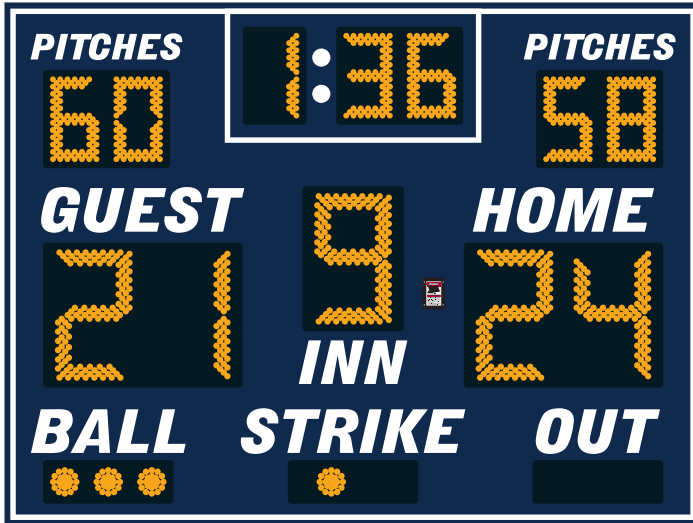 PITCHES 1:36 PITCHES
60 58
GUEST 9 HOME
21 24
INN
BALL STRIKE OUT